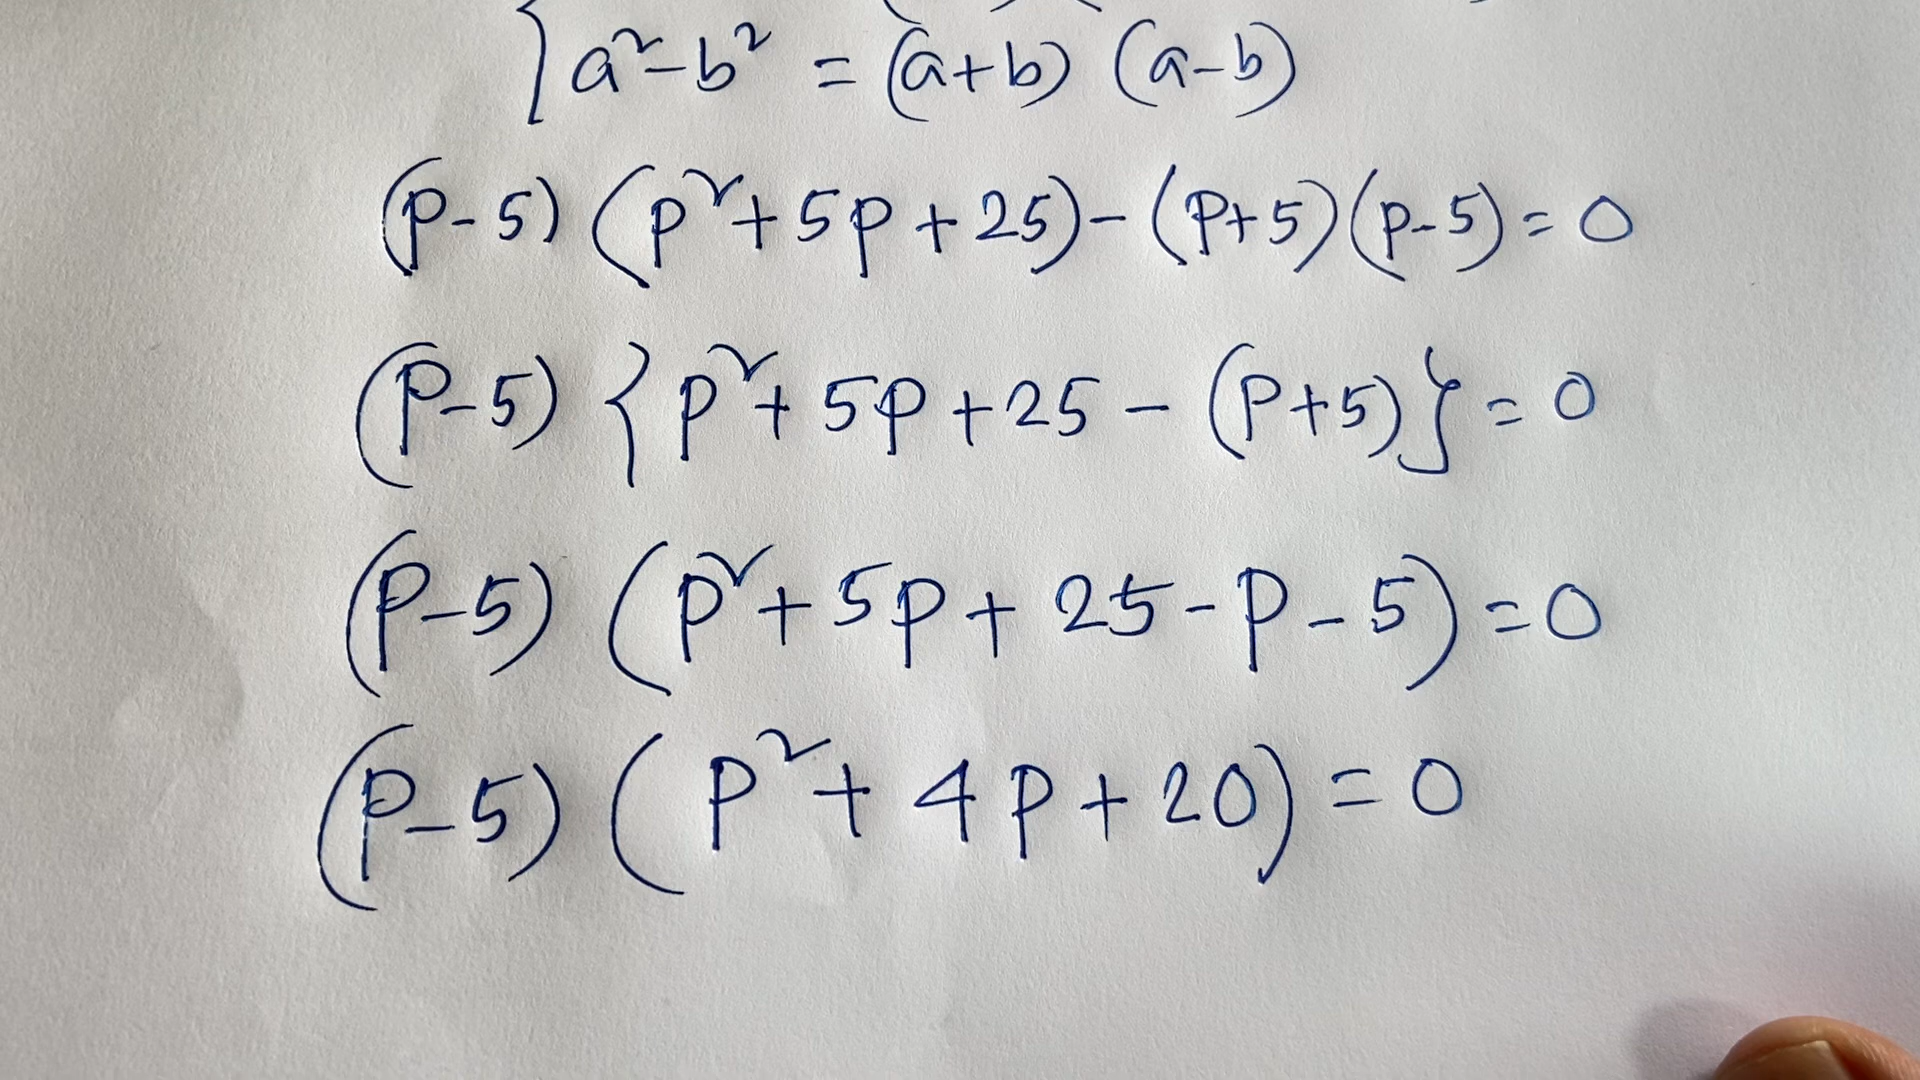 {a²-b² = (a+b) (a-b)
(p-5) (p²+5p+25)-(p+5)(p-5)=0
(p-5) {p²+5p+25-(p+5)}=0
(p-5) (p²+5p+25-p-5)=0
(p-5) (p²+4p+20)=0